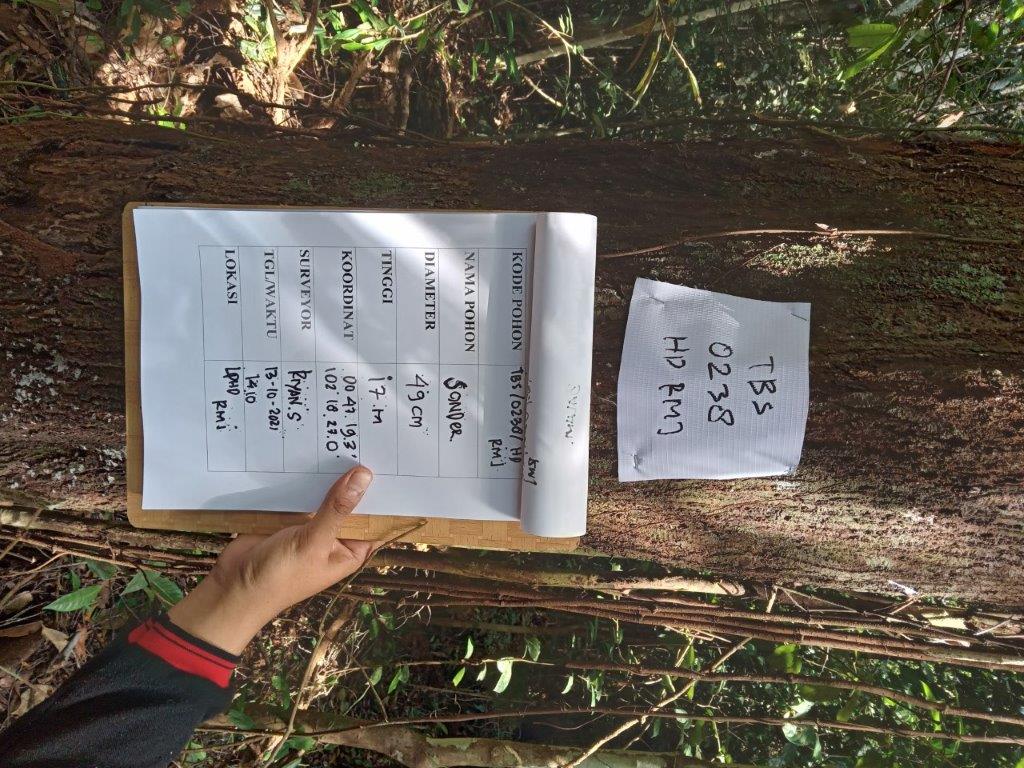 TBS
0238
HD RMJ
KODE POHON TBS/0238/ HD
RMJ
NAMA POHON SONDER
DIAMETER 49 CM
TINGGI 17 M
KOORDINAT 00 47. 19.3"
102° 18. 27.0"
SURVEYOR RIYAN.S
TGL/WAKTU 13-10-2021
14.10
LOKASI LPHD
RMJ